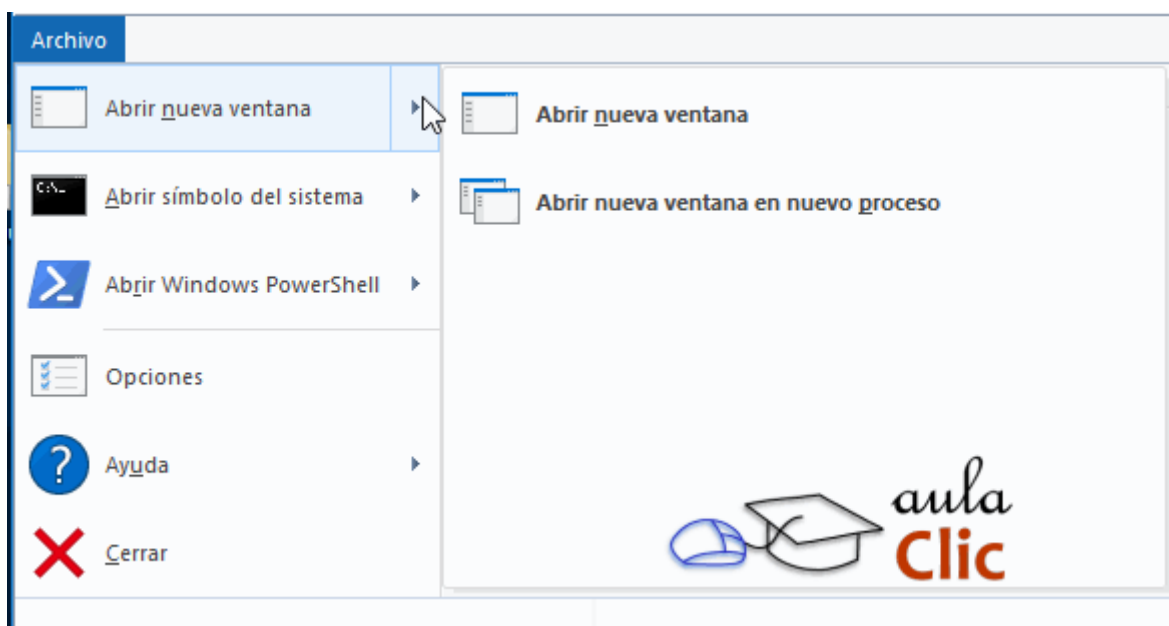 Archivo
Abrir nueva ventana
Abrir símbolo del sistema
Abrir Windows PowerShell
Opciones
Ayuda
Cerrar
Abrir nueva ventana
Abrir nueva ventana en nuevo proceso
C:\_
?
aula
Clic